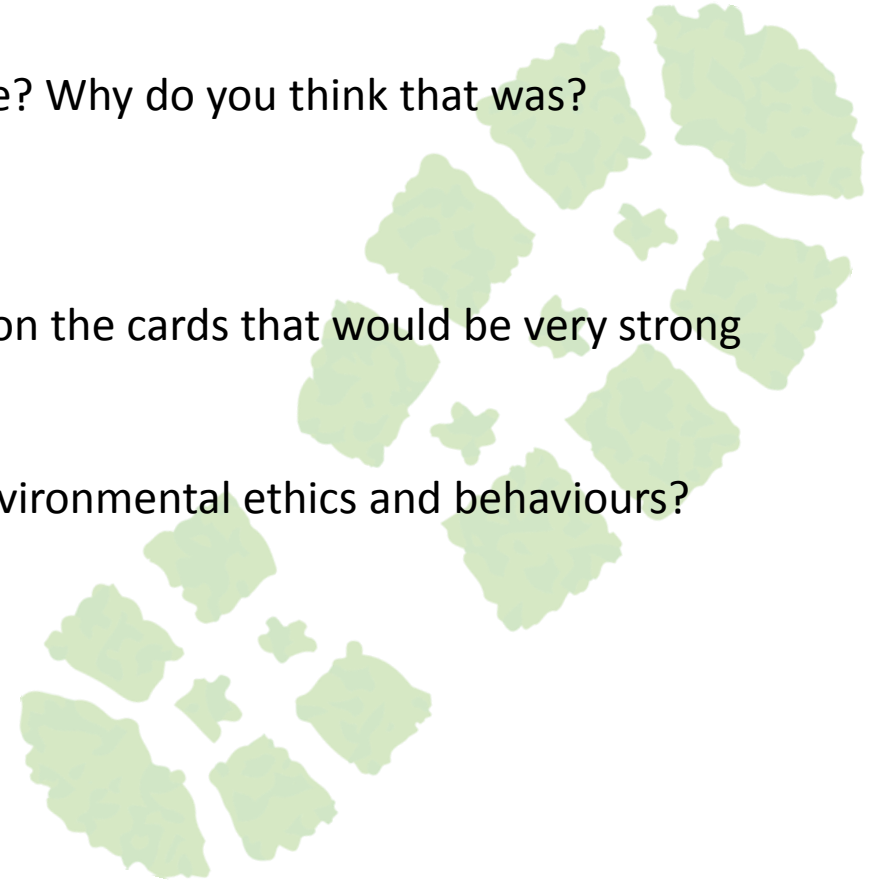 e? Why do you think that was?
on the cards that would be very strong
vironmental ethics and behaviours?